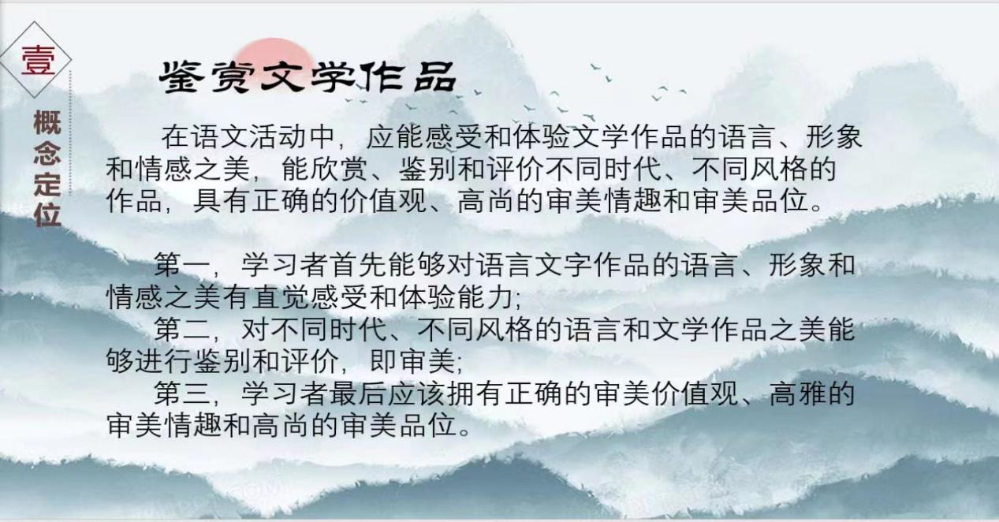 壹
概念定位
鉴赏文学作品
在语文活动中，应能感受和体验文学作品的语言、形象
和情感之美，能欣赏、鉴别和评价不同时代、不同风格的
作品，具有正确的价值观、高尚的审美情趣和审美品位。
第一，学习者首先能够对语言文字作品的语言、形象和
情感之美有直觉感受和体验能力;
第二，对不同时代、不同风格的语言和文学作品之美能
够进行鉴别和评价，即审美;
第三，学习者最后应该拥有正确的审美价值观、高雅的
审美情趣和高尚的审美品位。